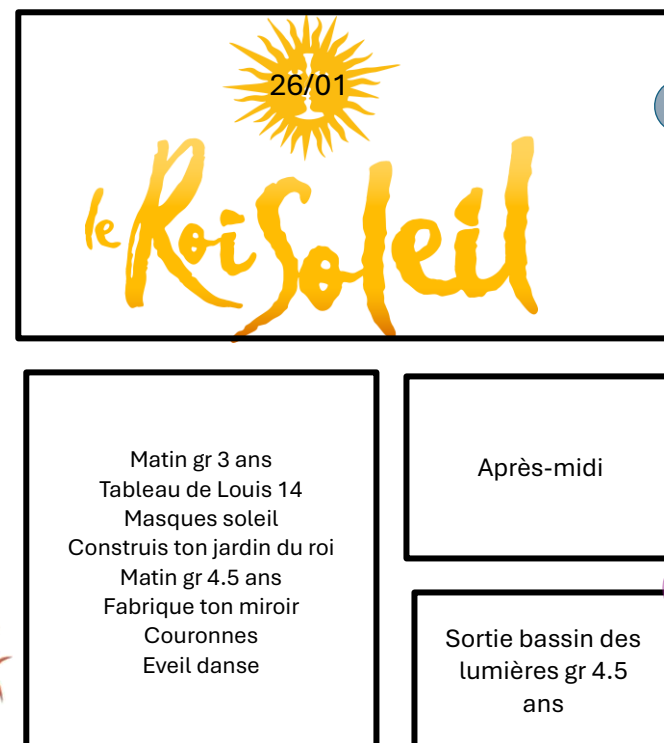 26/01
le Roi Soleil
Matin gr 3 ans
Tableau de Louis 14
Masques soleil
Construis ton jardin du roi
Matin gr 4.5 ans
Fabrique ton miroir
Couronnes
Eveil danse
Après-midi
Sortie bassin des
lumières gr 4.5
ans